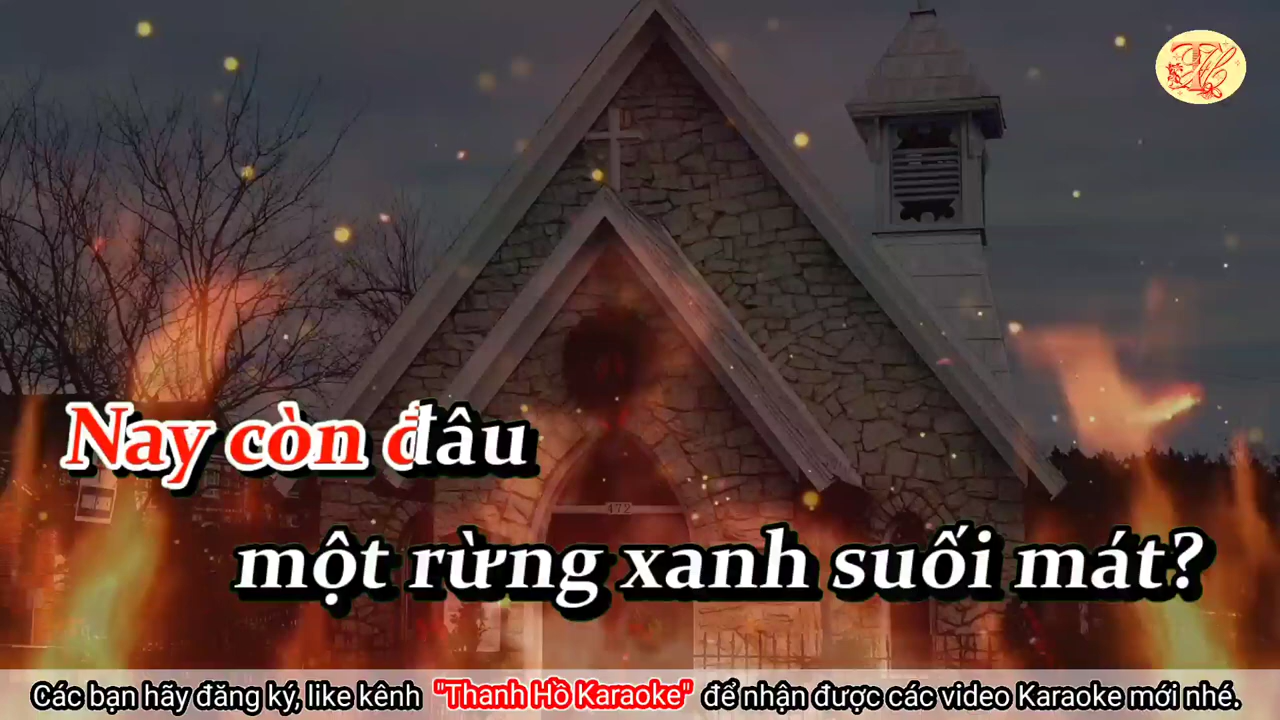 Nay còn đâu
472
một rừng xanh suối mát?
Các bạn hãy đăng ký, like kênh "Thanh Hồ Karaoke" để nhận được các video Karaoke mới nhé.